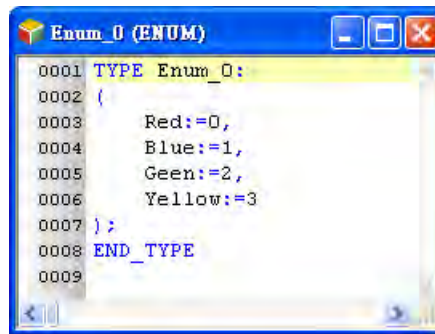 Enum_0 (ENUM)
0001 TYPE Enum_0:
0002 (
0003 Red:=0,
0004 Blue:=1,
0005 Geen:=2,
0006 Yellow:=3
0007 );
0008 END_TYPE
0009